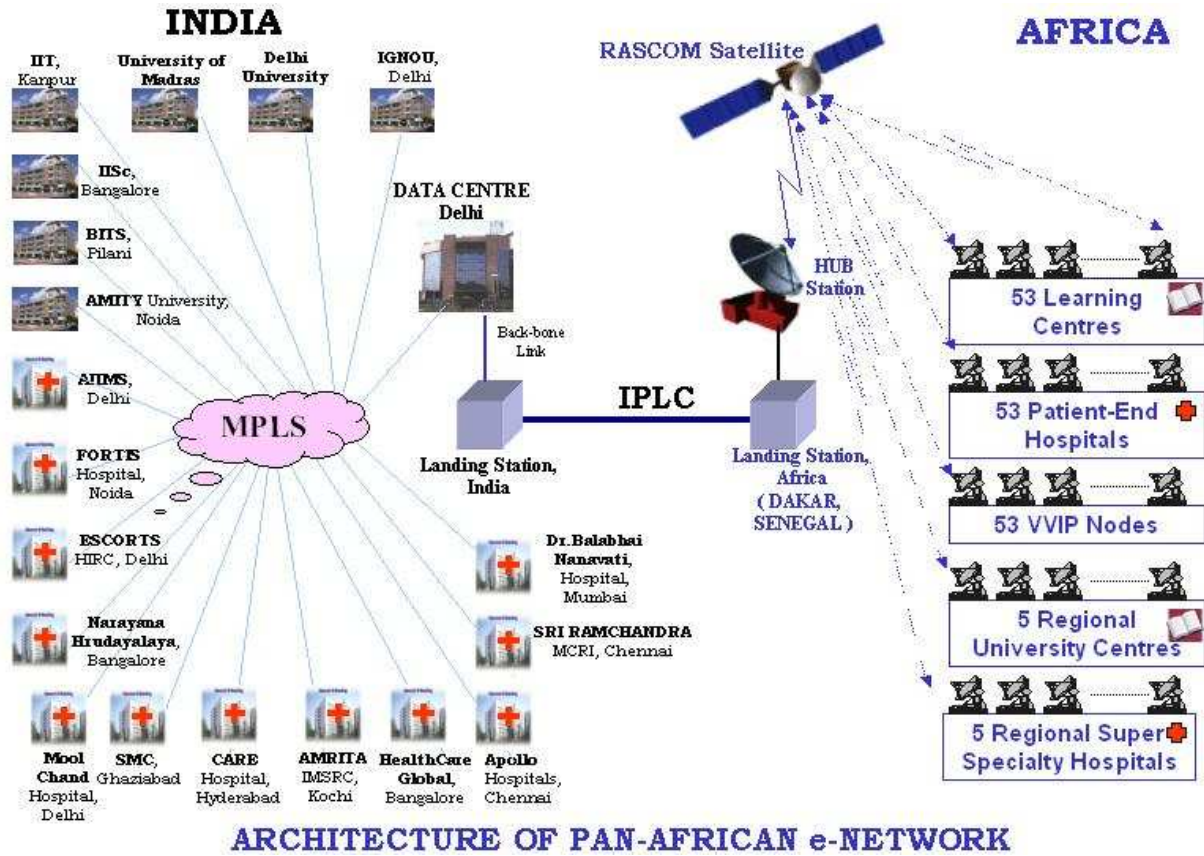 INDIA
AFRICA
RASCOM Satellite
IIT,
Kanpur
University of
Madras
Delhi
University
IGNOU,
Delhi
IISc,
Bangalore
BITS,
Pilani
AMITY University,
Noida
DATA CENTRE
Delhi
Back-bone
Link
HUB
Station
AIIMS,
Delhi
MPLS
FORTIS
Hospital,
Noida
ESCORTS
HIRC, Delhi
Narayana
Hrudayalaya,
Bangalore
Mool
Chand
Hospital,
Delhi
SMC,
Ghaziabad
CARE
Hospital,
Hyderabad
AMRITA
IMSRC,
Kochi
HealthCare
Global,
Bangalore
Apollo
Hospitals,
Chennai
SRI RAMCHANDRA
MCRI, Chennai
Dr.Balabhai
Nanavati,
Hospital,
Mumbai
Landing Station,
India
IPLC
Landing Station,
Africa
( DAKAR,
SENEGAL )
53 Learning
Centres
53 Patient-End
Hospitals
53 VVIP Nodes
5 Regional
University Centres
5 Regional Super
Specialty Hospitals
ARCHITECTURE OF PAN-AFRICAN e-NETWORK